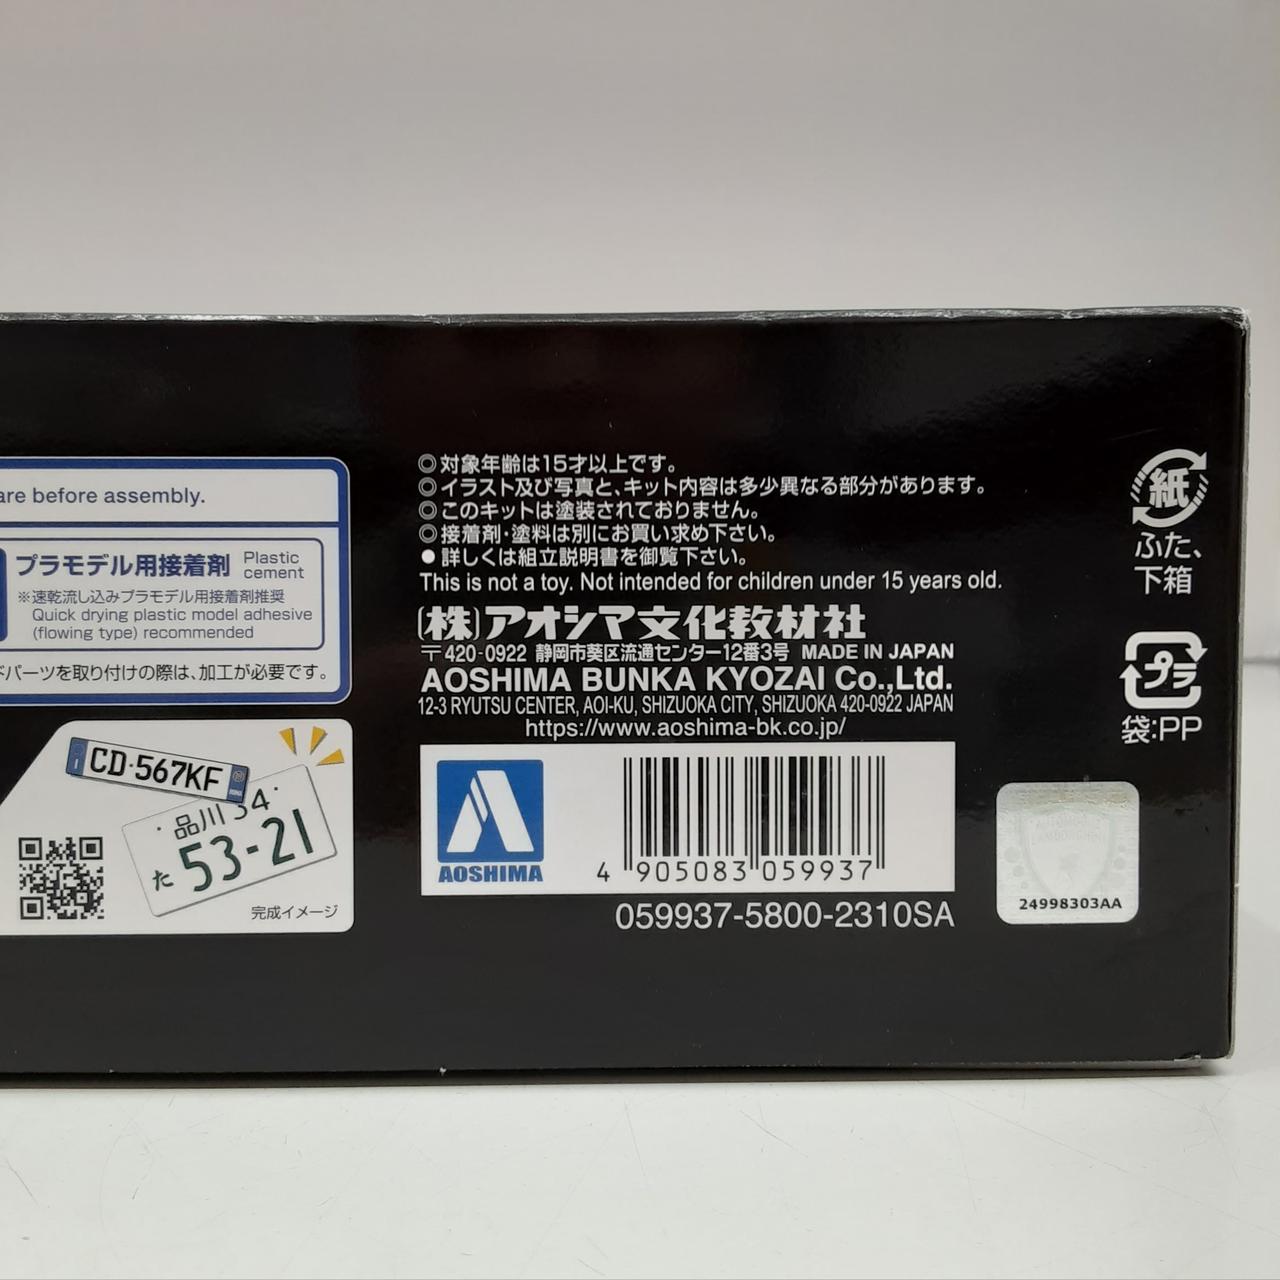 are before assembly.
プラモデル用接着剤
Plastic
cement
※速乾流し込みプラモデル用接着剤推奨
Quick drying plastic model adhesive
(flowing type) recommended
パーツを取り付けの際は、加工が必要です。
CD·567KF
品川 34
た 53-21
完成イメージ
◎対象年齢は15才以上です。
◎イラスト及び写真と、キット内容は多少異なる部分があります。
◎このキットは塗装されておりません。
◎接着剤・塗料は別にお買い求め下さい。
●詳しくは組立説明書を御覧下さい。
This is not a toy. Not intended for children under 15 years old.
(株)アオシマ文化教材社
〒420-0922 静岡市葵区流通センター12番3号 MADE IN JAPAN
AOSHIMA BUNKA KYOZAI Co.,Ltd.
12-3 RYUTSU CENTER, AOI-KU, SHIZUOKA CITY, SHIZUOKA 420-0922 JAPAN
https://www.aoshima-bk.co.jp/
AOSHIMA
4 905083 059937
059937-5800-2310SA
紙
ふた、
下箱
プラ
袋:PP
24998303AA